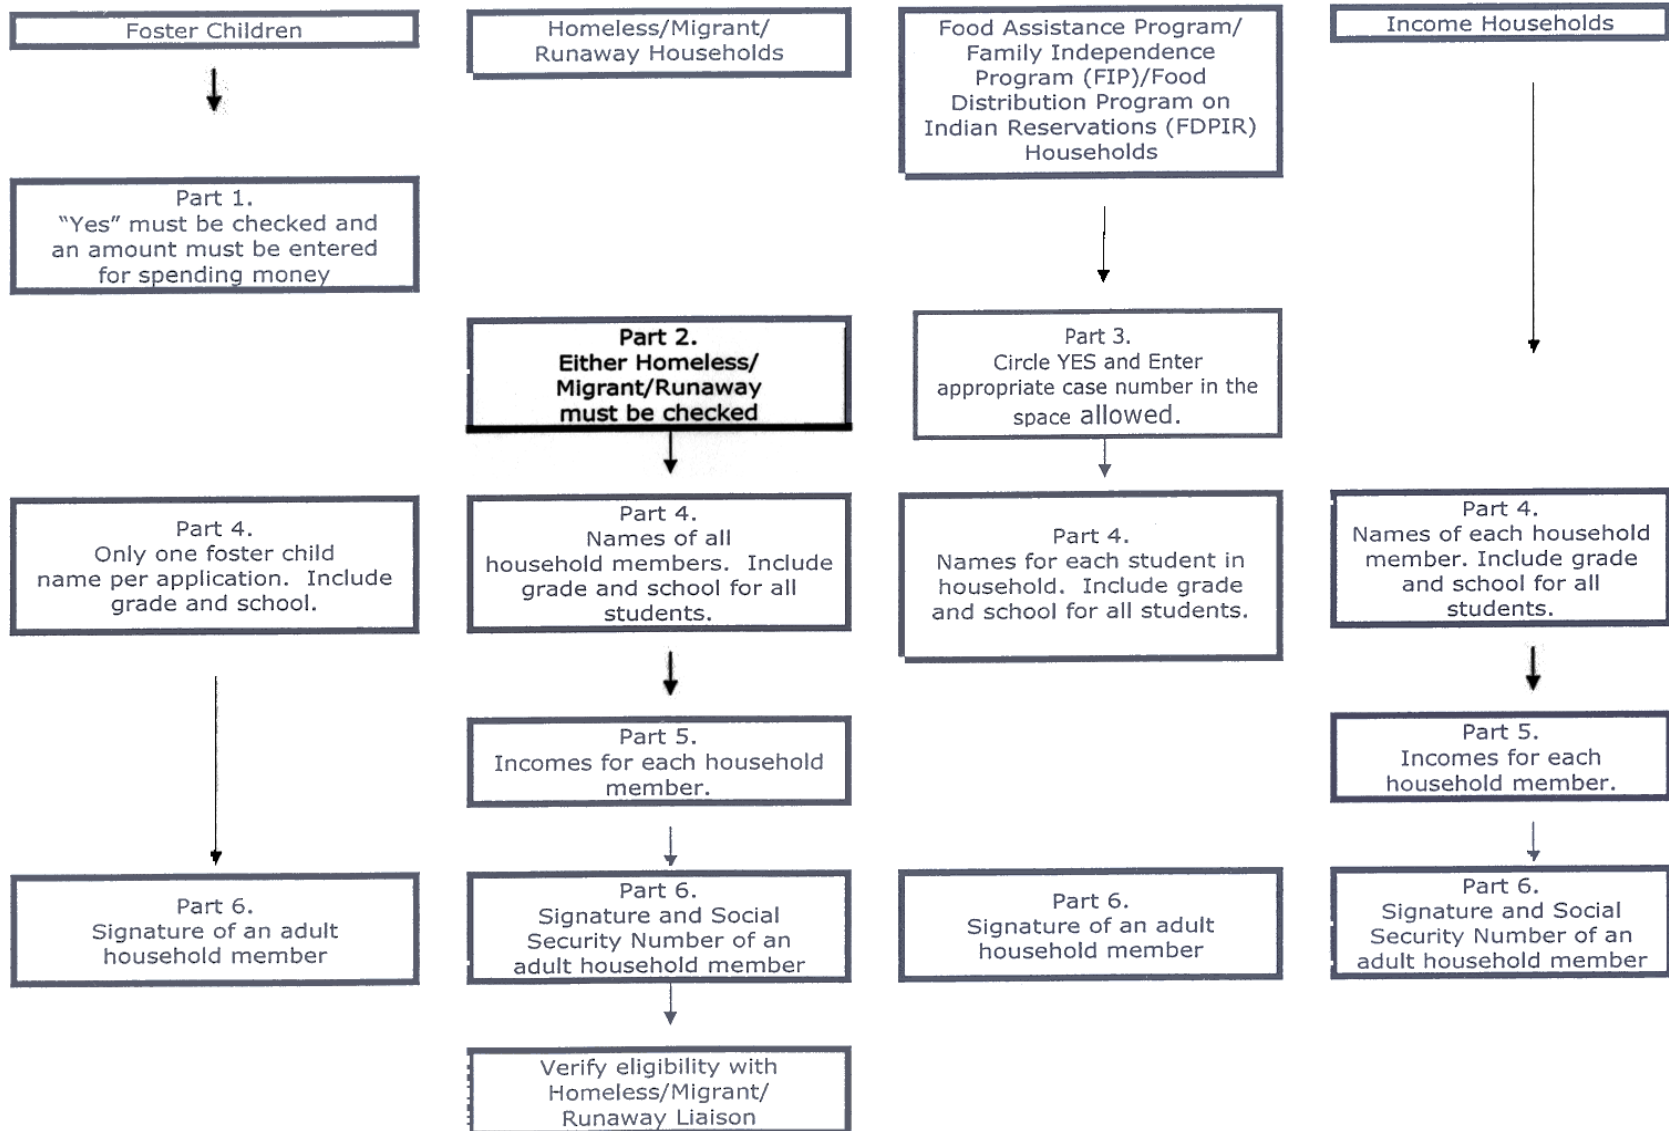 Foster Children
Part 1.
“Yes” must be checked and
an amount must be entered
for spending money
Part 4.
Only one foster child
name per application. Include
grade and school.
Part 6.
Signature of an adult
household member
Homeless/Migrant/
Runaway Households
Part 2.
Either Homeless/
Migrant/Runaway
must be checked
Part 4.
Names of all
household members. Include
grade and school for all
students.
Part 5.
Incomes for each household
member.
Part 6.
Signature and Social
Security Number of an
adult household member
Verify eligibility with
Homeless/Migrant/
Runaway Liaison
Food Assistance Program/
Family Independence
Program (FIP)/Food
Distribution Program on
Indian Reservations (FDPIR)
Households
Part 3.
Circle YES and Enter
appropriate case number in the
space allowed.
Part 4.
Names for each student in
household. Include grade
and school for all students.
Part 6.
Signature of an adult
household member
Income Households
Part 4.
Names of each household
member. Include grade
and school for all
students.
Part 5.
Incomes for each
household member.
Part 6.
Signature and Social
Security Number of an
adult household member